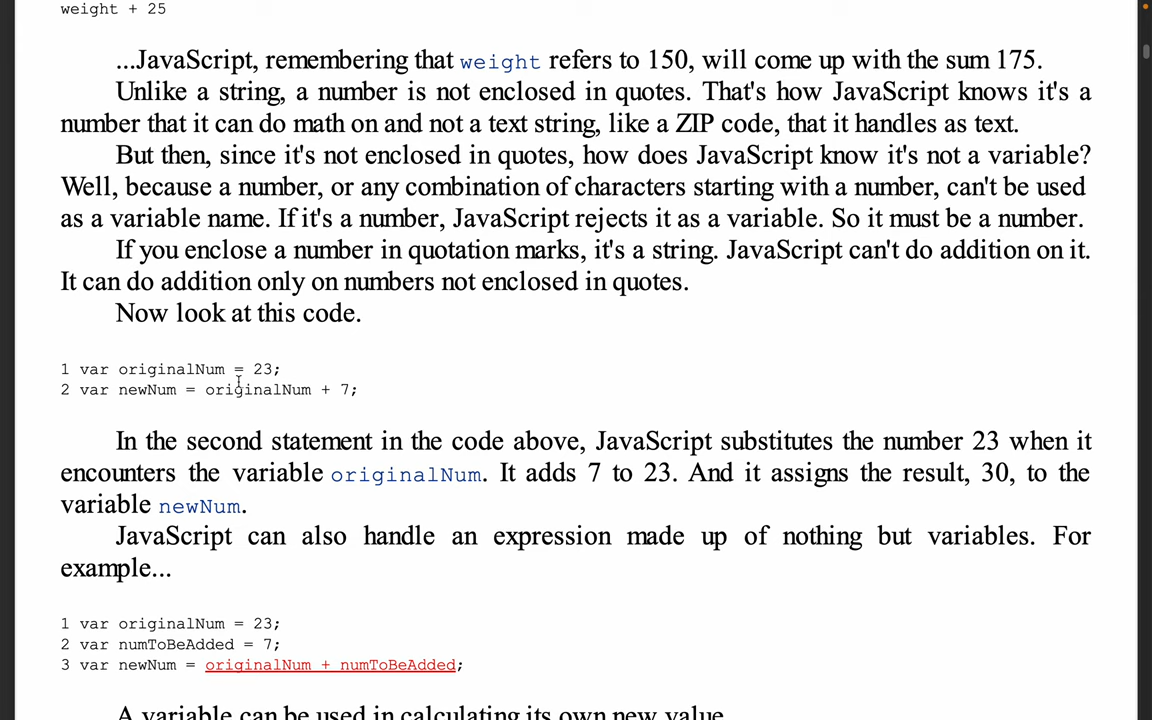 weight + 25
...JavaScript, remembering that weight refers to 150, will come up with the sum 175.
Unlike a string, a number is not enclosed in quotes. That's how JavaScript knows it's a
number that it can do math on and not a text string, like a ZIP code, that it handles as text.
But then, since it's not enclosed in quotes, how does JavaScript know it's not a variable?
Well, because a number, or any combination of characters starting with a number, can't be used
as a variable name. If it's a number, JavaScript rejects it as a variable. So it must be a number.
If you enclose a number in quotation marks, it's a string. JavaScript can't do addition on it.
It can do addition only on numbers not enclosed in quotes.
Now look at this code.
1 var originalNum = 23;
2 var newNum = originalNum + 7;
In the second statement in the code above, JavaScript substitutes the number 23 when it
encounters the variable originalNum. It adds 7 to 23. And it assigns the result, 30, to the
variable newNum.
JavaScript can also handle an expression made up of nothing but variables. For
example...
1 var originalNum = 23;
2 var numToBeAdded = 7;
3 var newNum = originalNum + numToBeAdded;
A variable can be used in calculating its own new value.